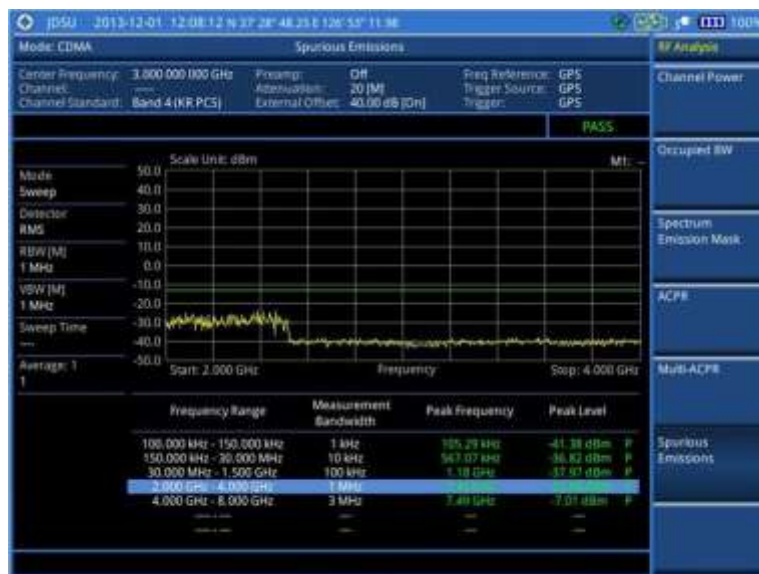 JDSU 2013-12-01 12:08:12 N 37° 28' 48.25 E 126° 53' 11.98 100%
Mode: CDMA Spurious Emissions RF Analysis
Center Frequency: 3.000 000 000 GHz Preamp: Off Freq Reference: GPS
Channel: ---- Attenuation: 20 [M] Trigger Source: GPS
Channel Standard: Band 4 (KR PCS) External Offset: 40.00 dB [On] Trigger: GPS
PASS
Channel Power
Occupied BW
Spectrum
Emission Mask
ACPR
Multi-ACPR
Spurious
Emissions
Mode
Sweep
Detector
RMS
RBW [M]
1 MHz
VBW [M]
1 MHz
Sweep Time
---
Average: 1
1
Scale Unit: dBm M1: --
50.0
40.0
30.0
20.0
10.0
0.0
-10.0
-20.0
-30.0
-40.0
-50.0
Start: 2.000 GHz Frequency Stop: 4.000 GHz
Frequency Range Measurement Bandwidth Peak Frequency Peak Level
100.000 kHz - 150.000 kHz 1 kHz 105.29 kHz -41.38 dBm P
150.000 kHz - 30.000 MHz 10 kHz 567.07 kHz -36.82 dBm P
30.000 MHz - 1.500 GHz 100 kHz 1.18 GHz -37.97 dBm P
2.000 GHz - 4.000 GHz 1 MHz
4.000 GHz - 8.000 GHz 3 MHz 7.49 GHz -7.01 dBm P